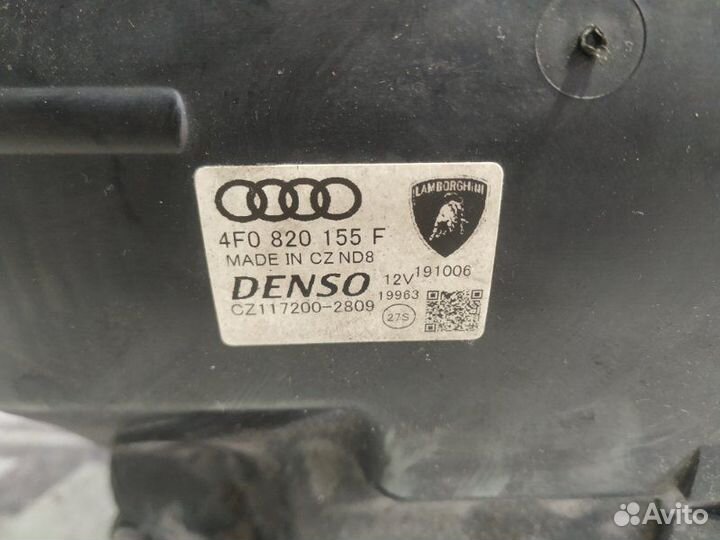 LAMBORGHINI
4F0 820 155 F
MADE IN CZ ND8
DENSO 12V 191006
19963
CZ117200-2809 27S
Avito